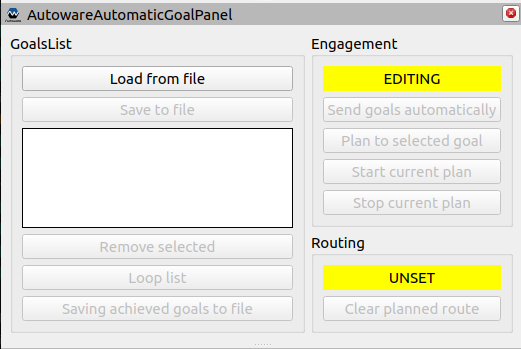 AutowareAutomaticGoalPanel
GoalsList
Load from file
Save to file
Remove selected
Loop list
Saving achieved goals to file
Engagement
EDITING
Send goals automatically
Plan to selected goal
Start current plan
Stop current plan
Routing
UNSET
Clear planned route